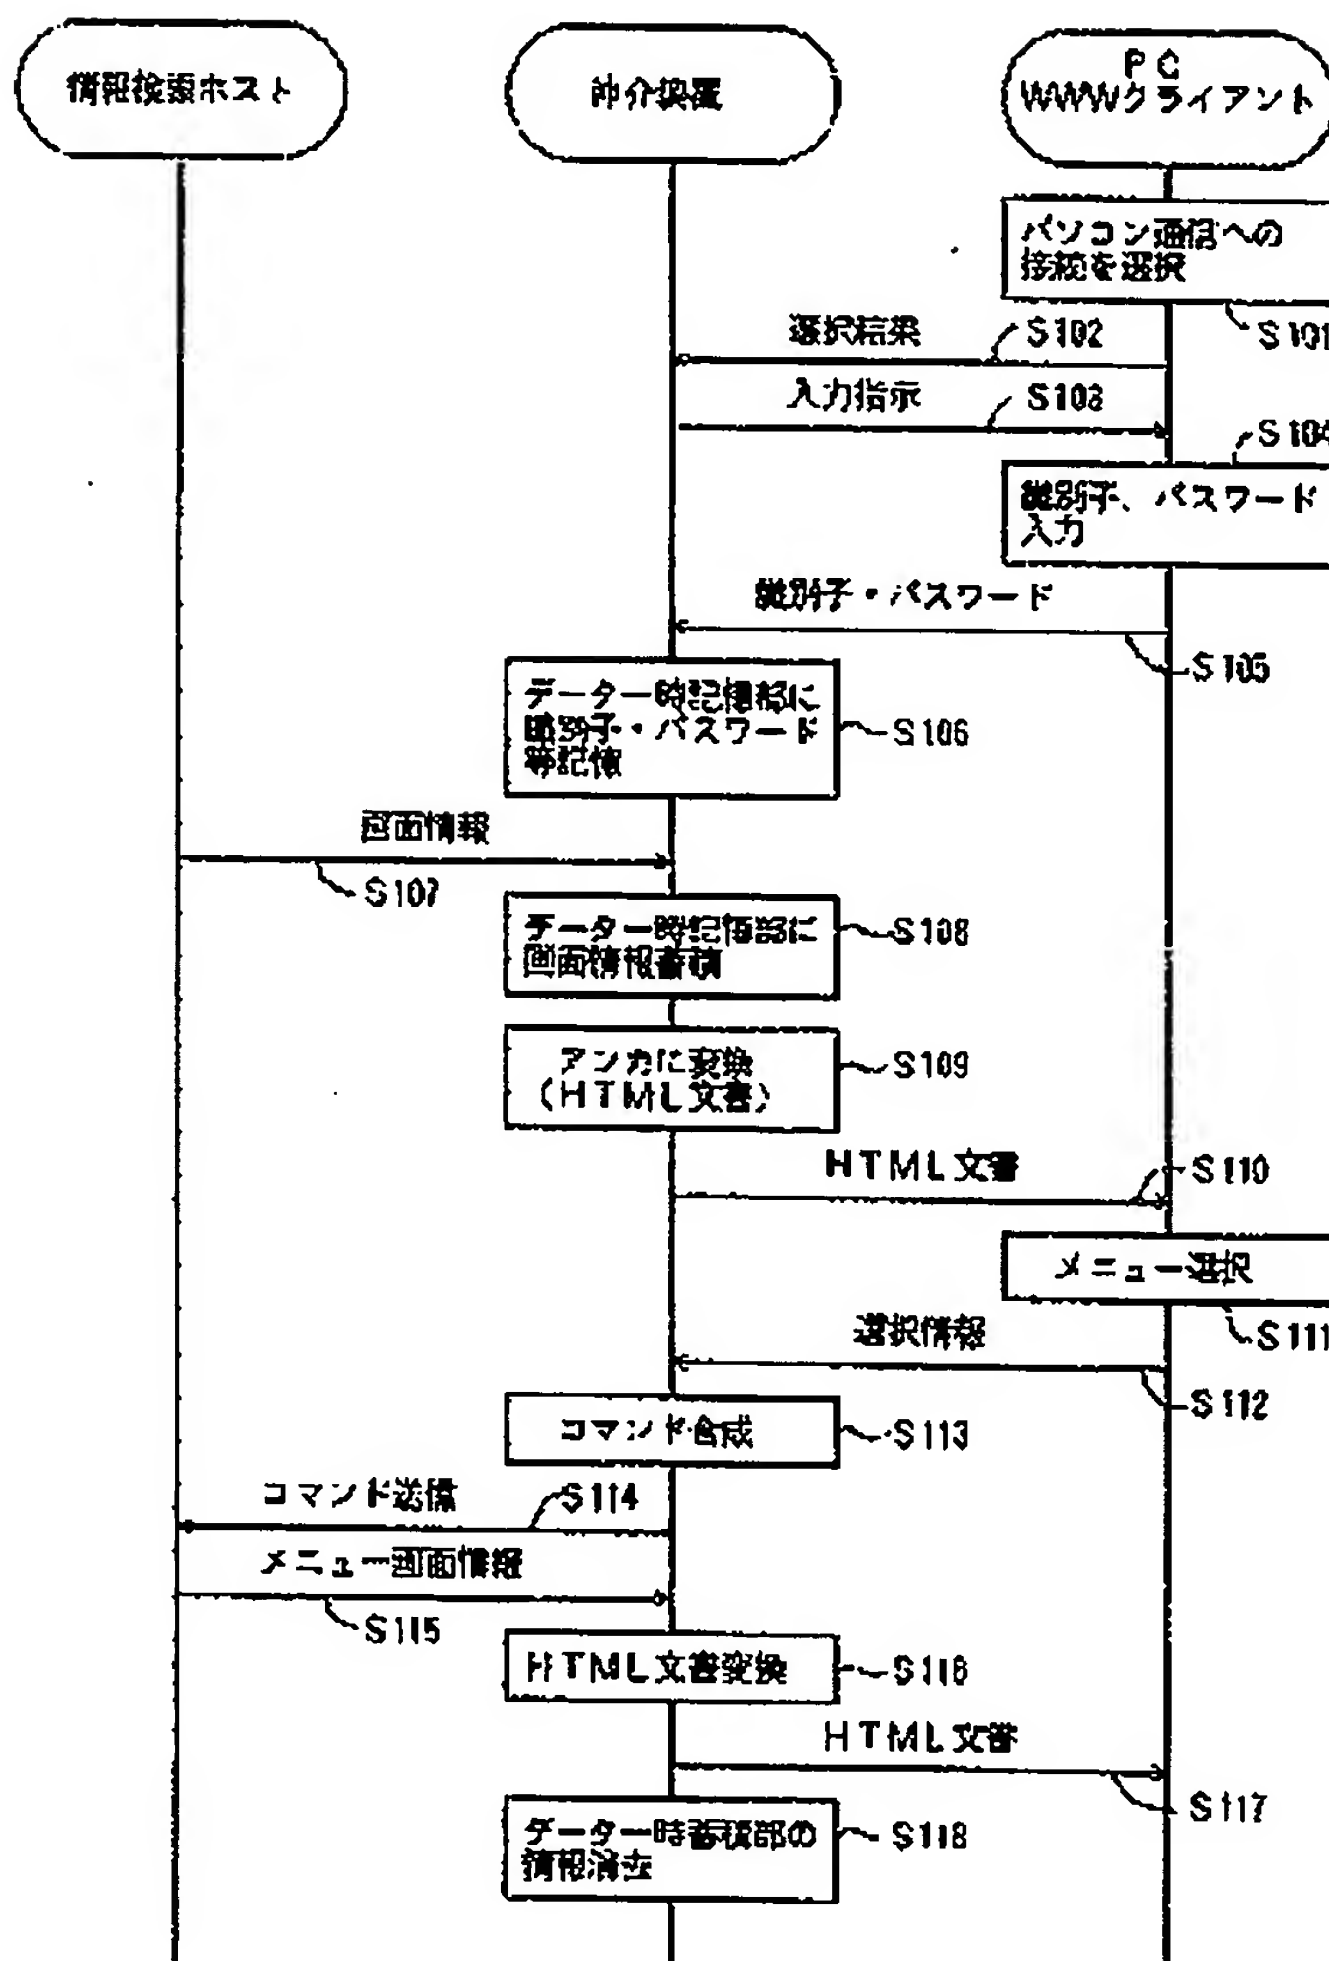 情報検索ホスト
仲介装置
PC
WWWクライアント
パソコン通信への
接続を選択
S101
選択結果
S102
入力指示
S103
S104
識別子、パスワード
入力
識別子・パスワード
S105
データ一時記憶部に
識別子・パスワード
等記憶
S106
画面情報
S107
データ一時記憶部に
画面情報蓄積
S108
アンカに変換
(HTML文書)
S109
HTML文書
S110
メニュー選択
S111
選択情報
S112
コマンド合成
S113
コマンド送信
S114
メニュー画面情報
S115
HTML文書変換
S116
HTML文書
S117
データ一時蓄積部の
情報消去
S118